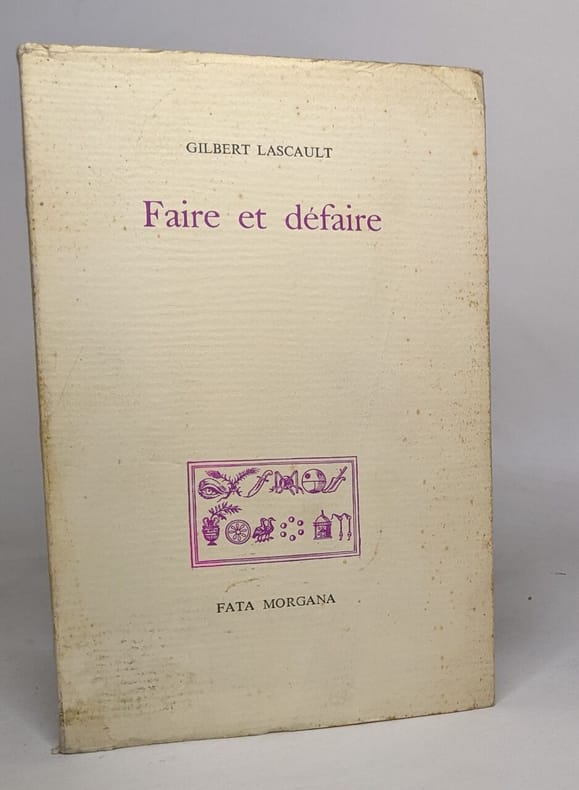 GILBERT LASCAULT
Faire et défaire
FATA MORGANA